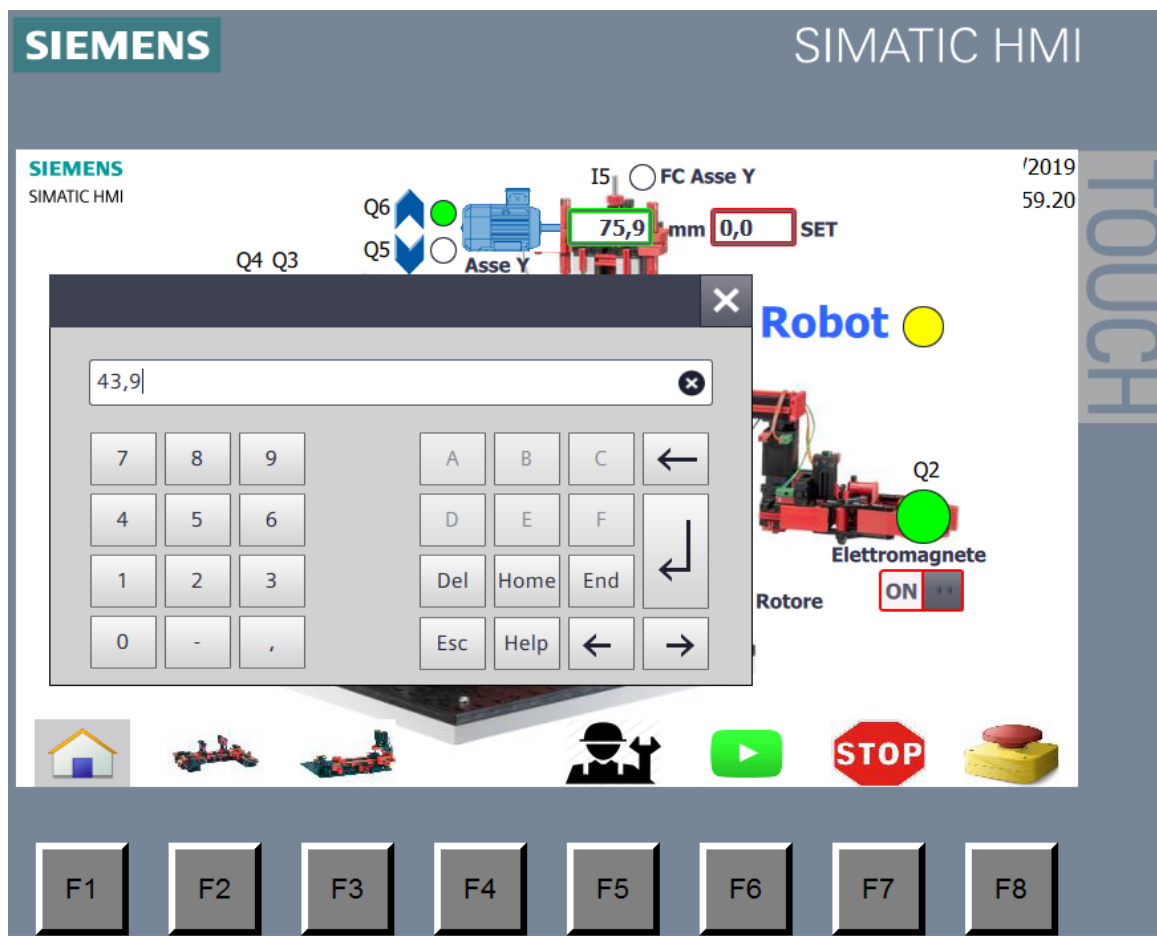 SIEMENS
SIMATIC HMI
TOUCH
SIEMENS
SIMATIC HMI
I5 FC Asse Y
/2019
59.20
Q6
75,9 mm 0,0 SET
Q5
Asse Y
Q4 Q3
Robot
43,9
7 8 9 A B C
4 5 6 D E F
1 2 3 Del Home End
0 - , Esc Help
Q2
Elettromagnete
ON
Rotore
STOP
F1 F2 F3 F4 F5 F6 F7 F8